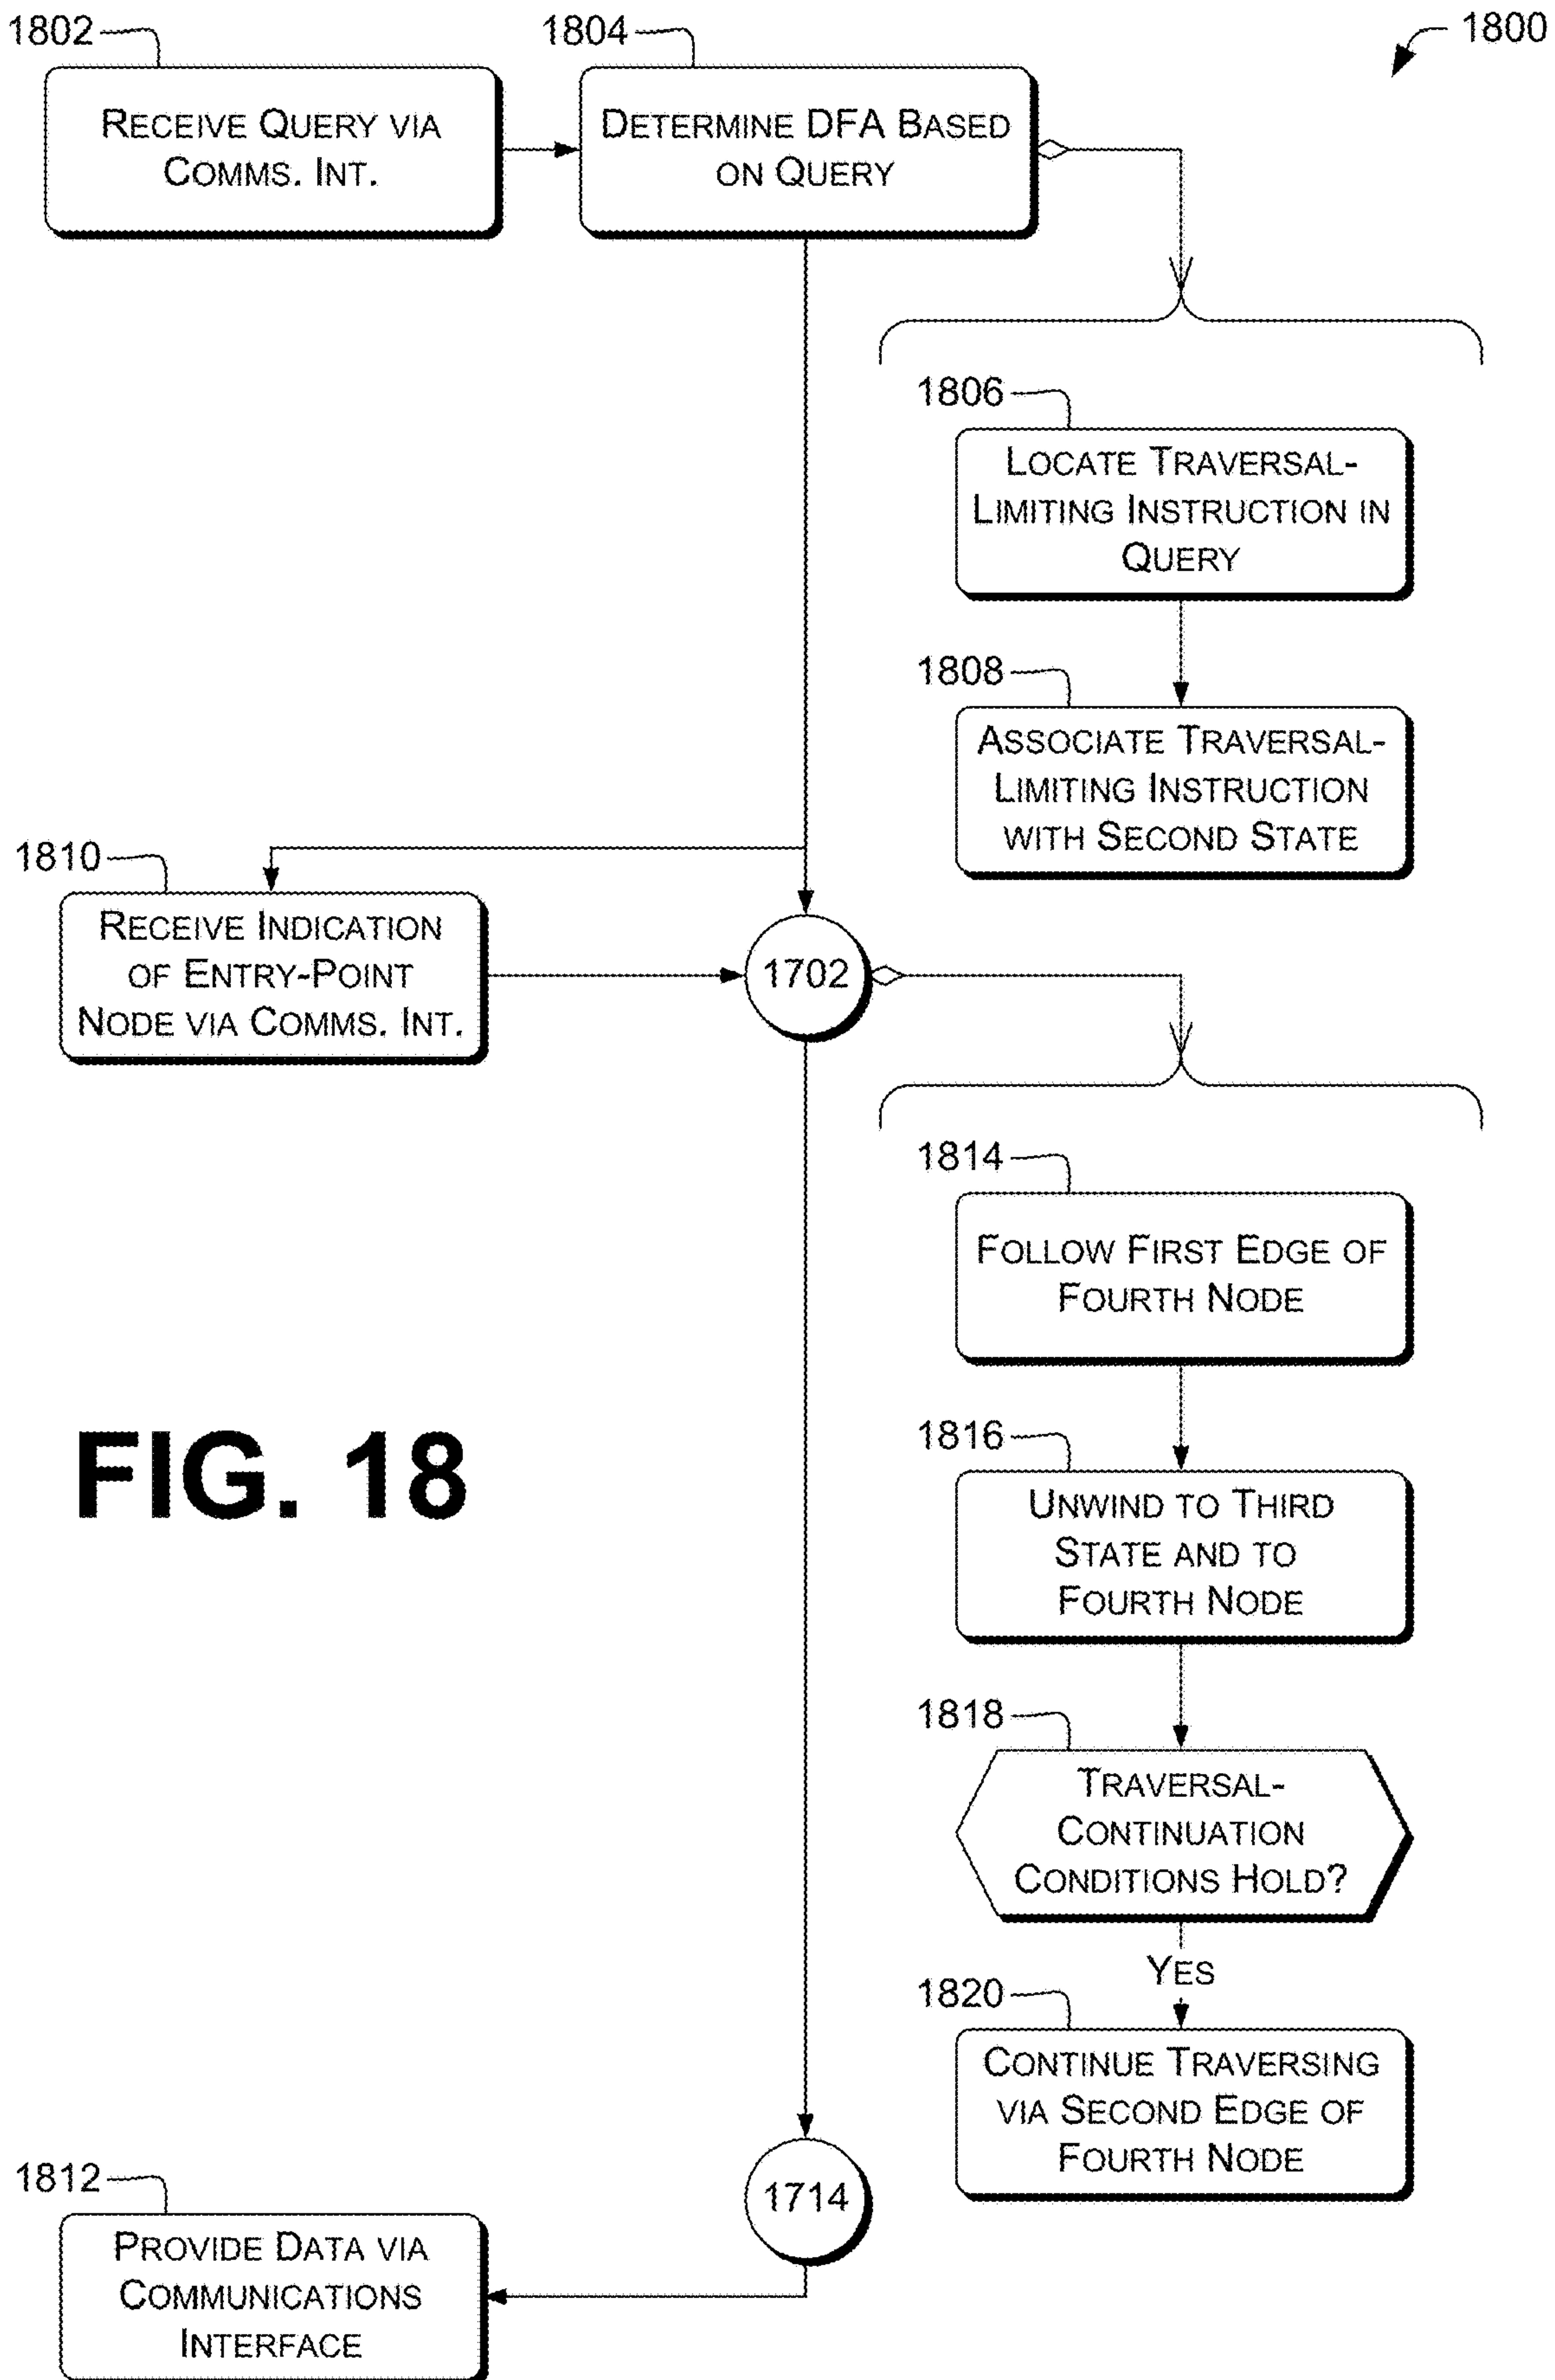 1802
1804
1800
RECEIVE QUERY VIA
COMMS. INT.
DETERMINE DFA BASED
ON QUERY
1806
LOCATE TRAVERSAL-
LIMITING INSTRUCTION IN
QUERY
1808
ASSOCIATE TRAVERSAL-
LIMITING INSTRUCTION
WITH SECOND STATE
1810
RECEIVE INDICATION
OF ENTRY-POINT
NODE VIA COMMS. INT.
1702
1814
FOLLOW FIRST EDGE OF
FOURTH NODE
FIG. 18
1816
UNWIND TO THIRD
STATE AND TO
FOURTH NODE
1818
TRAVERSAL-
CONTINUATION
CONDITIONS HOLD?
YES
1820
CONTINUE TRAVERSING
VIA SECOND EDGE OF
FOURTH NODE
1714
1812
PROVIDE DATA VIA
COMMUNICATIONS
INTERFACE